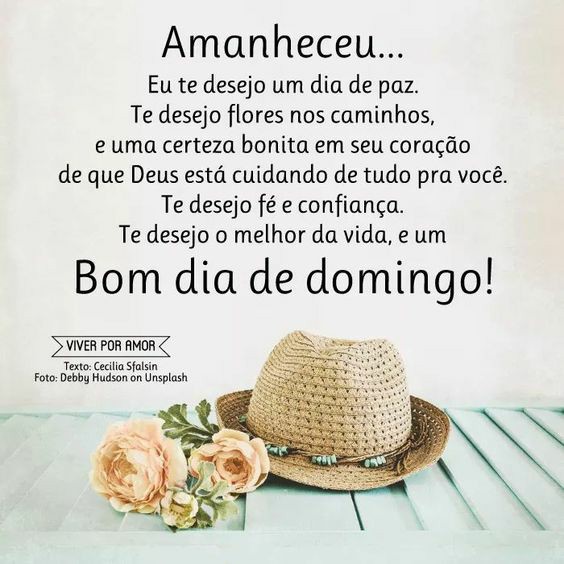 Amanheceu...
Eu te desejo um dia de paz.
Te desejo flores nos caminhos,
e uma certeza bonita em seu coração
de que Deus está cuidando de tudo pra você.
Te desejo fé e confiança.
Te desejo o melhor da vida, e um
Bom dia de domingo!
VIVER POR AMOR
Texto: Cecilia Sfalsin
Foto: Debby Hudson on Unsplash